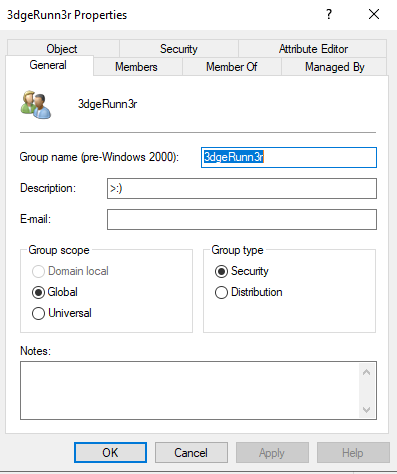 3dgeRunn3r Properties
? ×
Object Security Attribute Editor
General Members Member Of Managed By
3dgeRunn3r
Group name (pre-Windows 2000): 3dgeRunn3r
Description: >:)
E-mail:
Group scope Group type
Domain local Security
Global Distribution
Universal
Notes:
OK Cancel Apply Help